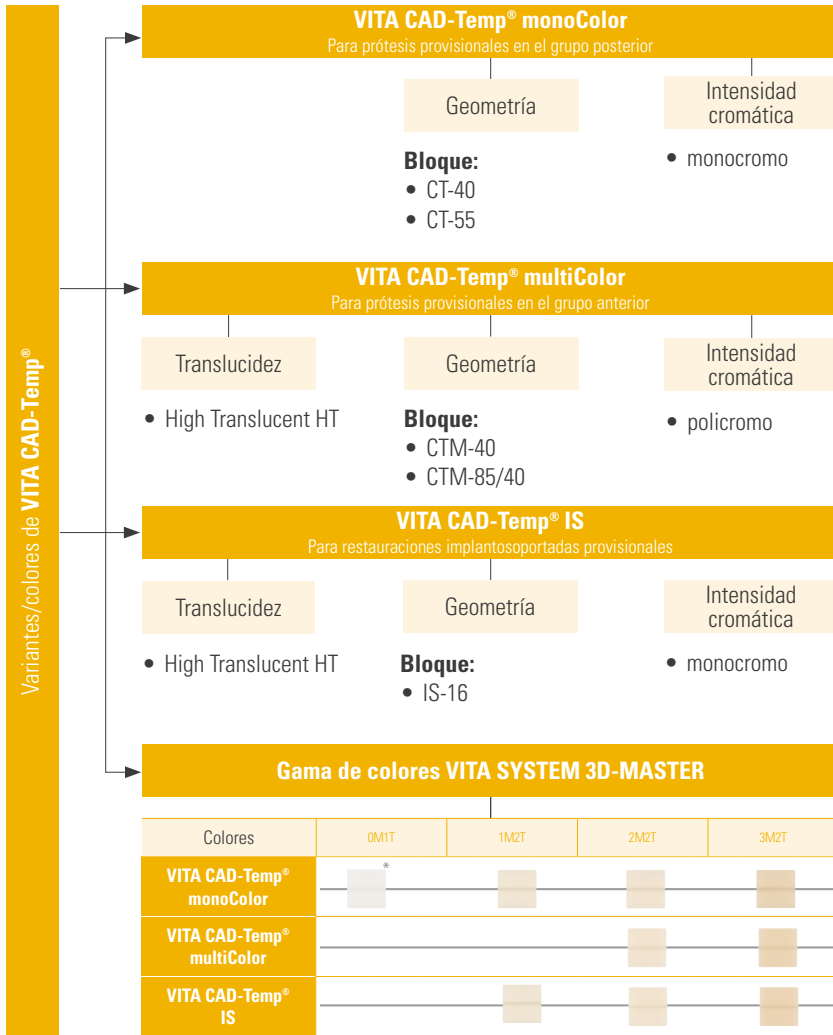 Variantes/colores de VITA CAD-Temp®
VITA CAD-Temp® monoColor
Para prótesis provisionales en el grupo posterior
Geometría
Intensidad
cromática
Bloque:
• CT-40
• CT-55
• monocromo
VITA CAD-Temp® multiColor
Para prótesis provisionales en el grupo anterior
Translucidez
Geometría
Intensidad
cromática
• High Translucent HT
Bloque:
• CTM-40
• CTM-85/40
• policromo
VITA CAD-Temp® IS
Para restauraciones implantosoportadas provisionales
Translucidez
Geometría
Intensidad
cromática
• High Translucent HT
Bloque:
• IS-16
• monocromo
Gama de colores VITA SYSTEM 3D-MASTER
Colores 0M1T 1M2T 2M2T 3M2T
VITA CAD-Temp®
monoColor
*
VITA CAD-Temp®
multiColor
VITA CAD-Temp®
IS